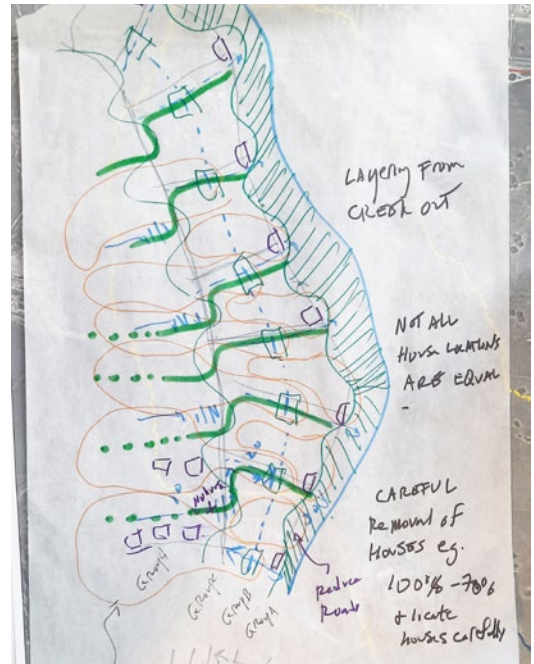 LAYERING FROM
CREEK OUT
NOT ALL
HOUSE LOCATIONS
ARE EQUAL
-
CAREFUL
Removal of
Houses eg.
100% - 70%
& locate
houses carefully
Reduce
Roads
GROUP A
GROUP B
GROUP C